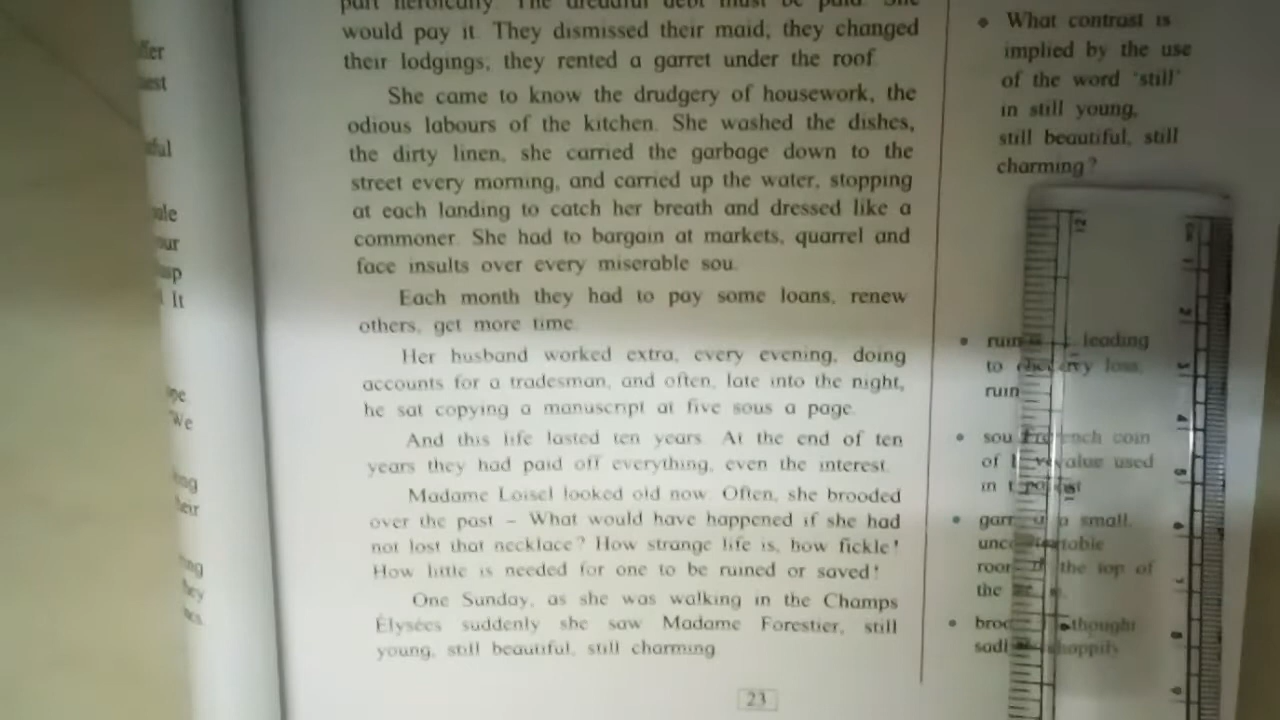 would pay it. They dismissed their maid, they changed
their lodgings, they rented a garret under the roof.
She came to know the drudgery of housework, the
odious labours of the kitchen. She washed the dishes,
the dirty linen, she carried the garbage down to the
street every morning, and carried up the water, stopping
at each landing to catch her breath and dressed like a
commoner. She had to bargain at markets, quarrel and
face insults over every miserable sou.
Each month they had to pay some loans, renew
others, get more time.
Her husband worked extra, every evening, doing
accounts for a tradesman, and often, late into the night,
he sat copying a manuscript at five sous a page.
And this life lasted ten years. At the end of ten
years they had paid off everything, even the interest.
Madame Loisel looked old now. Often, she brooded
over the past – What would have happened if she had
not lost that necklace? How strange life is, how fickle!
How little is needed for one to be ruined or saved!
One Sunday, as she was walking in the Champs
Élysées suddenly she saw Madame Forestier, still
young, still beautiful, still charming.
23
• What contrast is
implied by the use
of the word 'still'
in still young,
still beautiful, still
charming?
leading
to loss,
ruin
• sou coin
of value used
in
• a small,
the top of
the
• thought